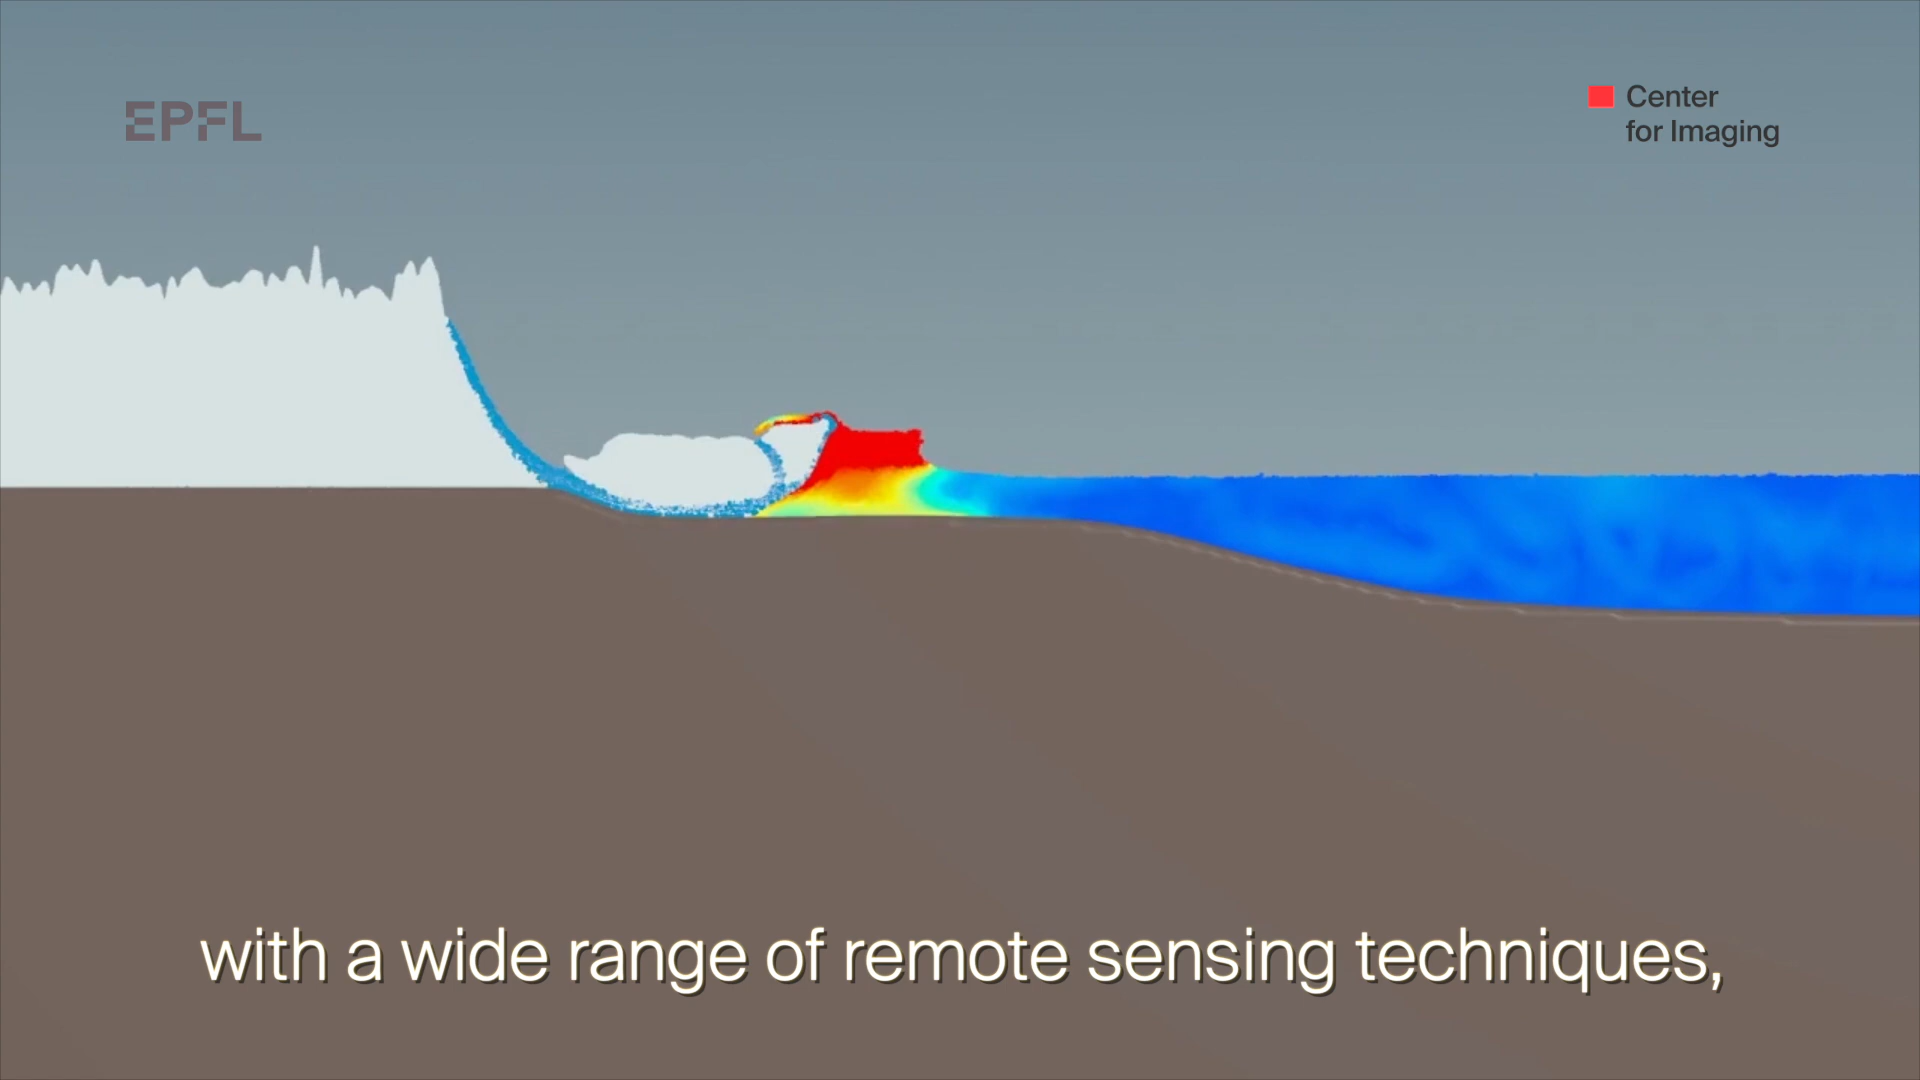 EPFL
Center
for Imaging
with a wide range of remote sensing techniques,